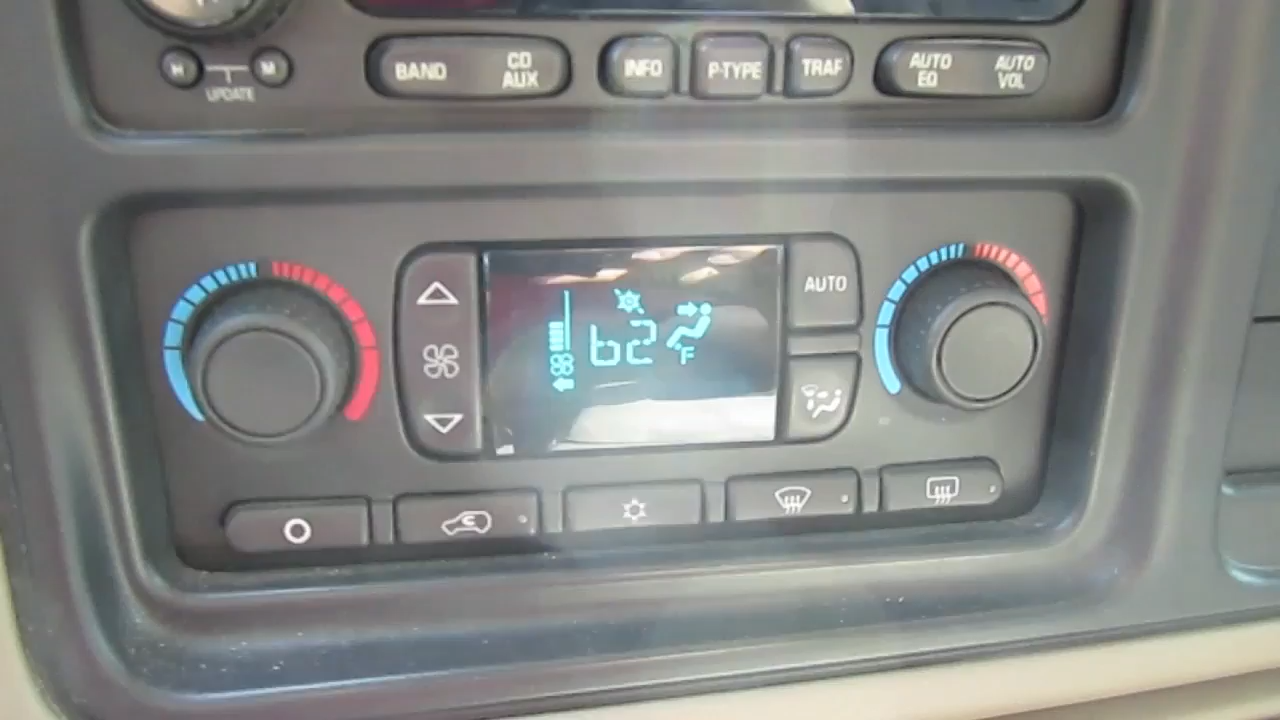 H M
UPDATE
BAND
CD
AUX
INFO
P-TYPE
TRAF
AUTO
EQ
AUTO
VOL
AUTO
62
°F